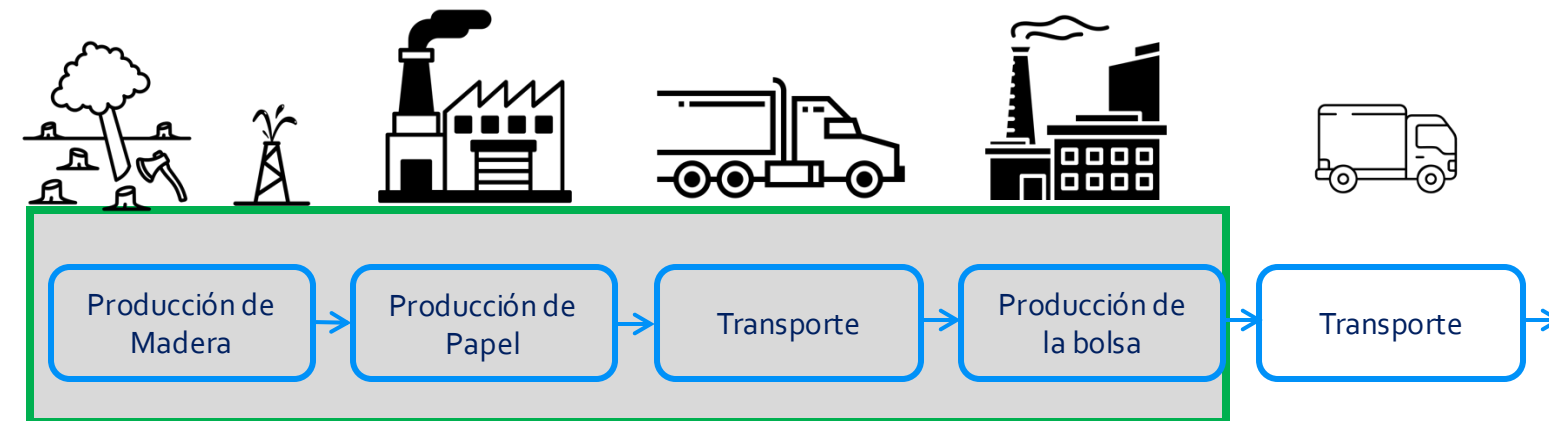 Producción de
Madera
Producción de
Papel
Transporte
Producción de
la bolsa
Transporte